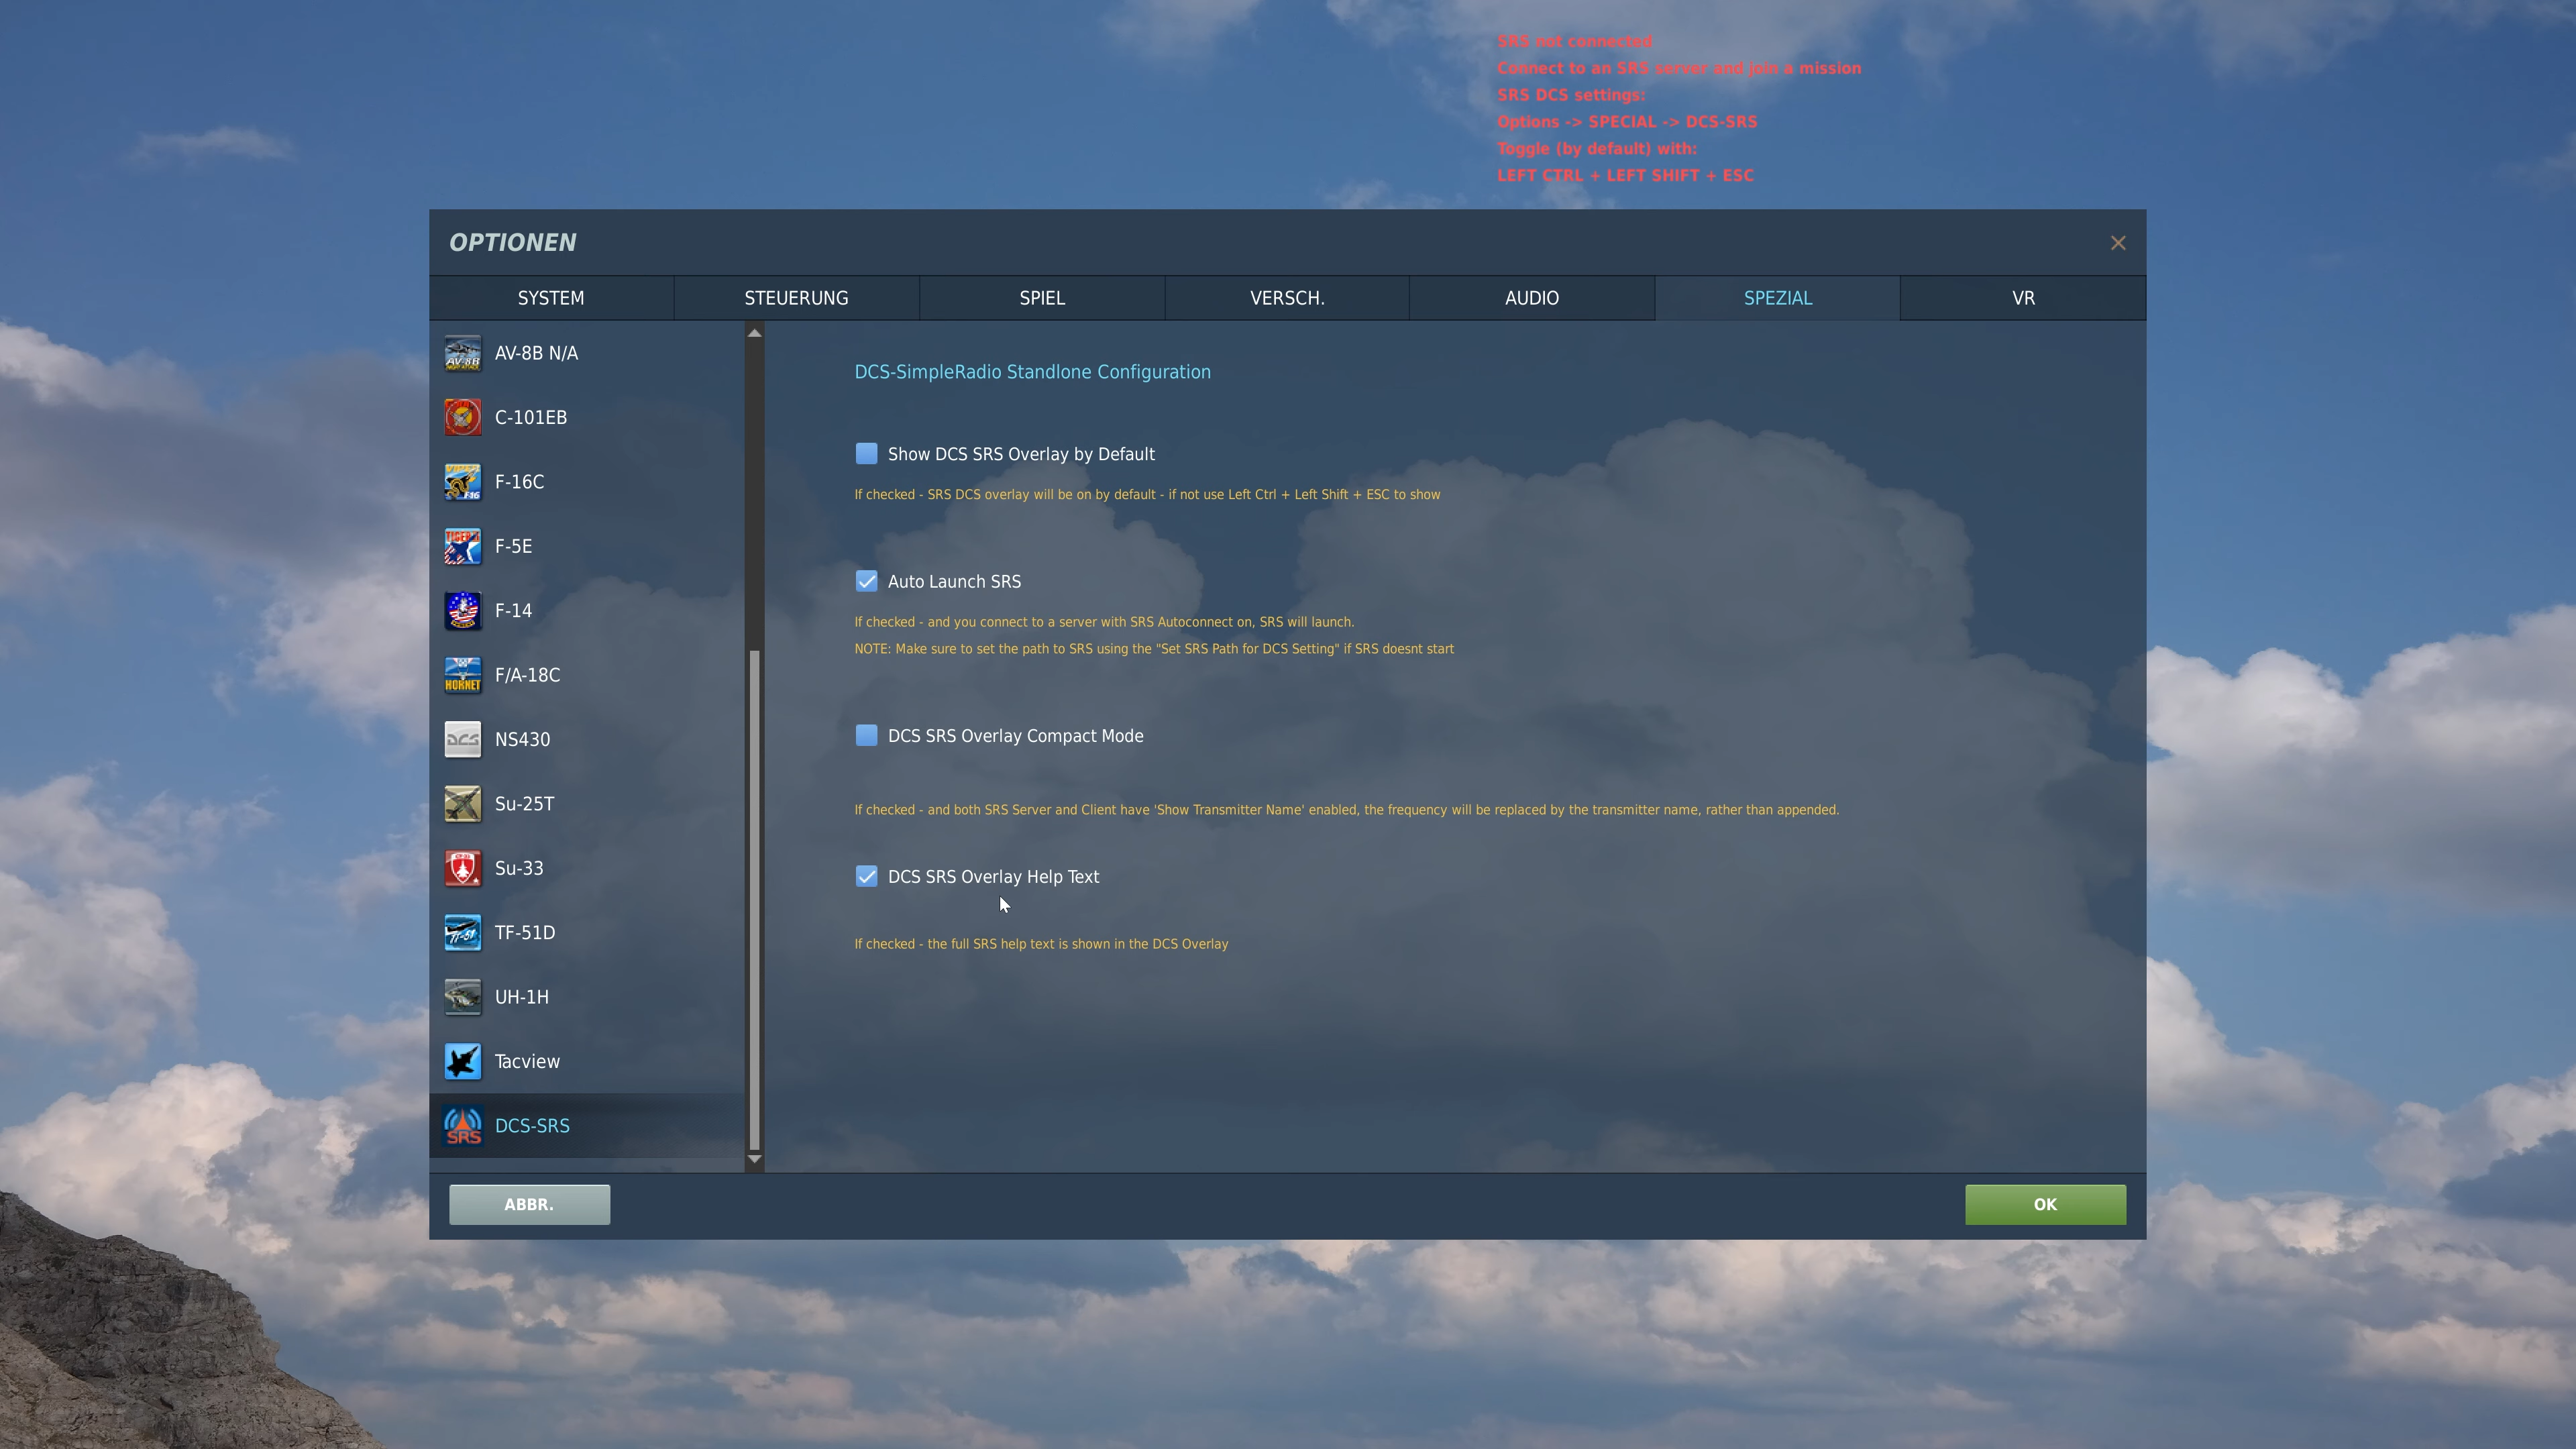 SRS not connected
Connect to an SRS server and join a mission
SRS DCS settings:
Options -> SPECIAL -> DCS-SRS
Toggle (by default) with:
LEFT CTRL + LEFT SHIFT + ESC
OPTIONEN
SYSTEM STEUERUNG SPIEL VERSCH. AUDIO SPEZIAL VR
AV-8B N/A
C-101EB
F-16C
F-5E
F-14
F/A-18C
NS430
Su-25T
Su-33
TF-51D
UH-1H
Tacview
DCS-SRS
DCS-SimpleRadio Standlone Configuration
Show DCS SRS Overlay by Default
If checked - SRS DCS overlay will be on by default - if not use Left Ctrl + Left Shift + ESC to show
Auto Launch SRS
If checked - and you connect to a server with SRS Autoconnect on, SRS will launch.
NOTE: Make sure to set the path to SRS using the "Set SRS Path for DCS Setting" if SRS doesnt start
DCS SRS Overlay Compact Mode
If checked - and both SRS Server and Client have 'Show Transmitter Name' enabled, the frequency will be replaced by the transmitter name, rather than appended.
DCS SRS Overlay Help Text
If checked - the full SRS help text is shown in the DCS Overlay
ABBR.
OK